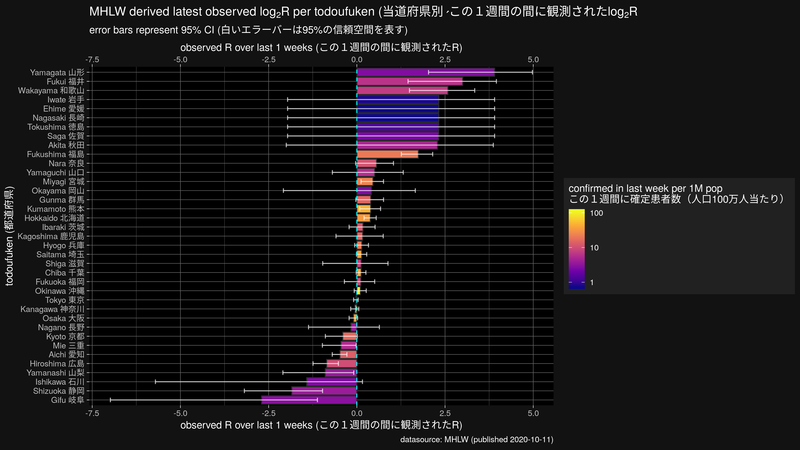 MHLW derived latest observed log₂R per todoufuken (当道府県別 -この１週間の間に観測されたlog₂R
error bars represent 95% CI (白いエラーバーは95%の信頼空間を表す)
observed R over last 1 weeks (この１週間の間に観測されたR)
-7.5 -5.0 -2.5 0.0 2.5 5.0
todoufuken (都道府県)
Yamagata 山形
Fukui 福井
Wakayama 和歌山
Iwate 岩手
Ehime 愛媛
Nagasaki 長崎
Tokushima 徳島
Saga 佐賀
Akita 秋田
Fukushima 福島
Nara 奈良
Yamaguchi 山口
Miyagi 宮城
Okayama 岡山
Gunma 群馬
Kumamoto 熊本
Hokkaido 北海道
Ibaraki 茨城
Kagoshima 鹿児島
Hyogo 兵庫
Saitama 埼玉
Shiga 滋賀
Chiba 千葉
Fukuoka 福岡
Okinawa 沖縄
Tokyo 東京
Kanagawa 神奈川
Osaka 大阪
Nagano 長野
Kyoto 京都
Mie 三重
Aichi 愛知
Hiroshima 広島
Yamanashi 山梨
Ishikawa 石川
Shizuoka 静岡
Gifu 岐阜
-7.5 -5.0 -2.5 0.0 2.5 5.0
observed R over last 1 weeks (この１週間の間に観測されたR)
datasource: MHLW (published 2020-10-11)
confirmed in last week per 1M pop
この１週間に確定患者数（人口100万人当たり）
100
10
1